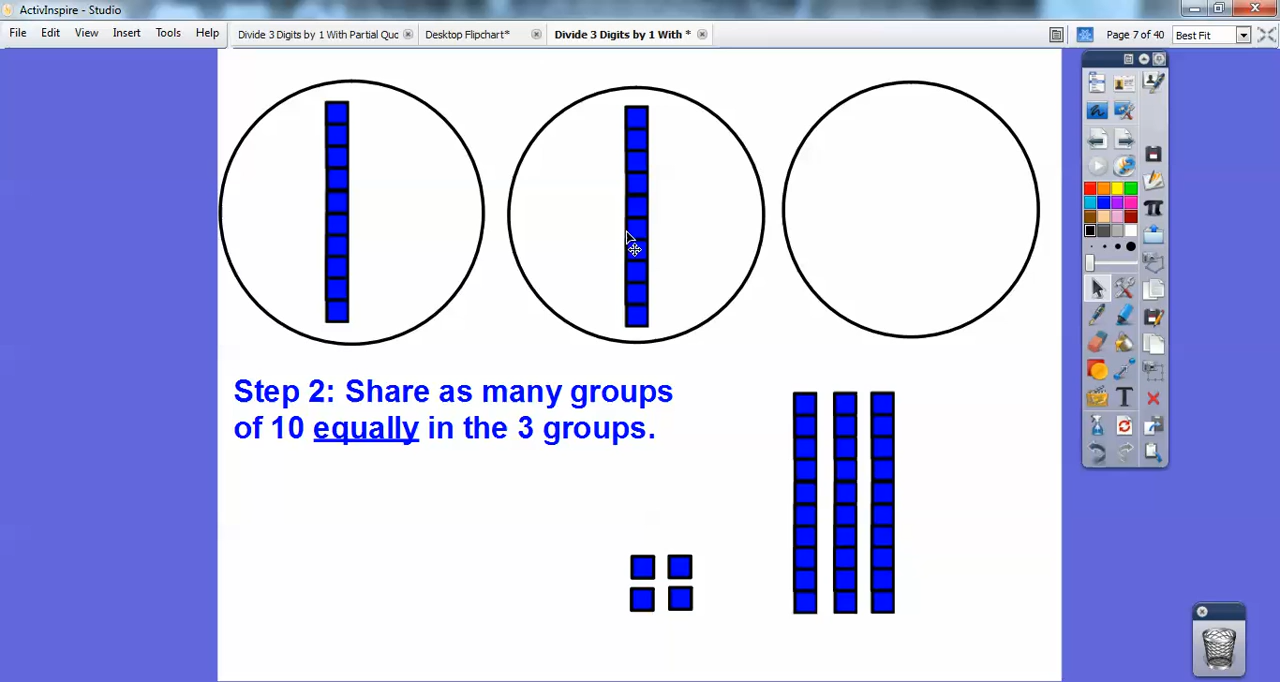 ActivInspire - Studio
File Edit View Insert Tools Help
Divide 3 Digits by 1 With Partial Quc Desktop Flipchart* Divide 3 Digits by 1 With *
Page 7 of 40 Best Fit
Step 2: Share as many groups
of 10 equally in the 3 groups.